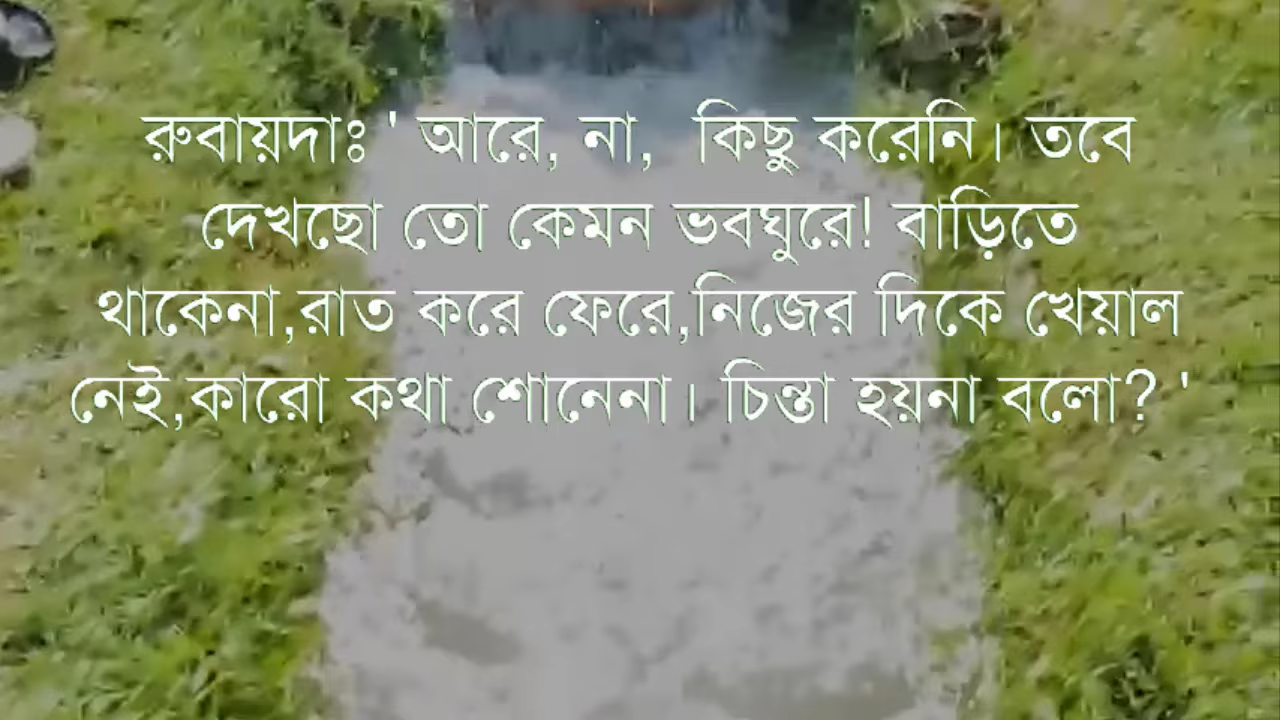 রুবায়দাঃ ' আরে, না, কিছু করেনি। তবে
দেখছো তো কেমন ভবঘুরে! বাড়িতে
থাকেনা,রাত করে ফেরে,নিজের দিকে খেয়াল
নেই,কারো কথা শোনেনা। চিন্তা হয়না বলো? '